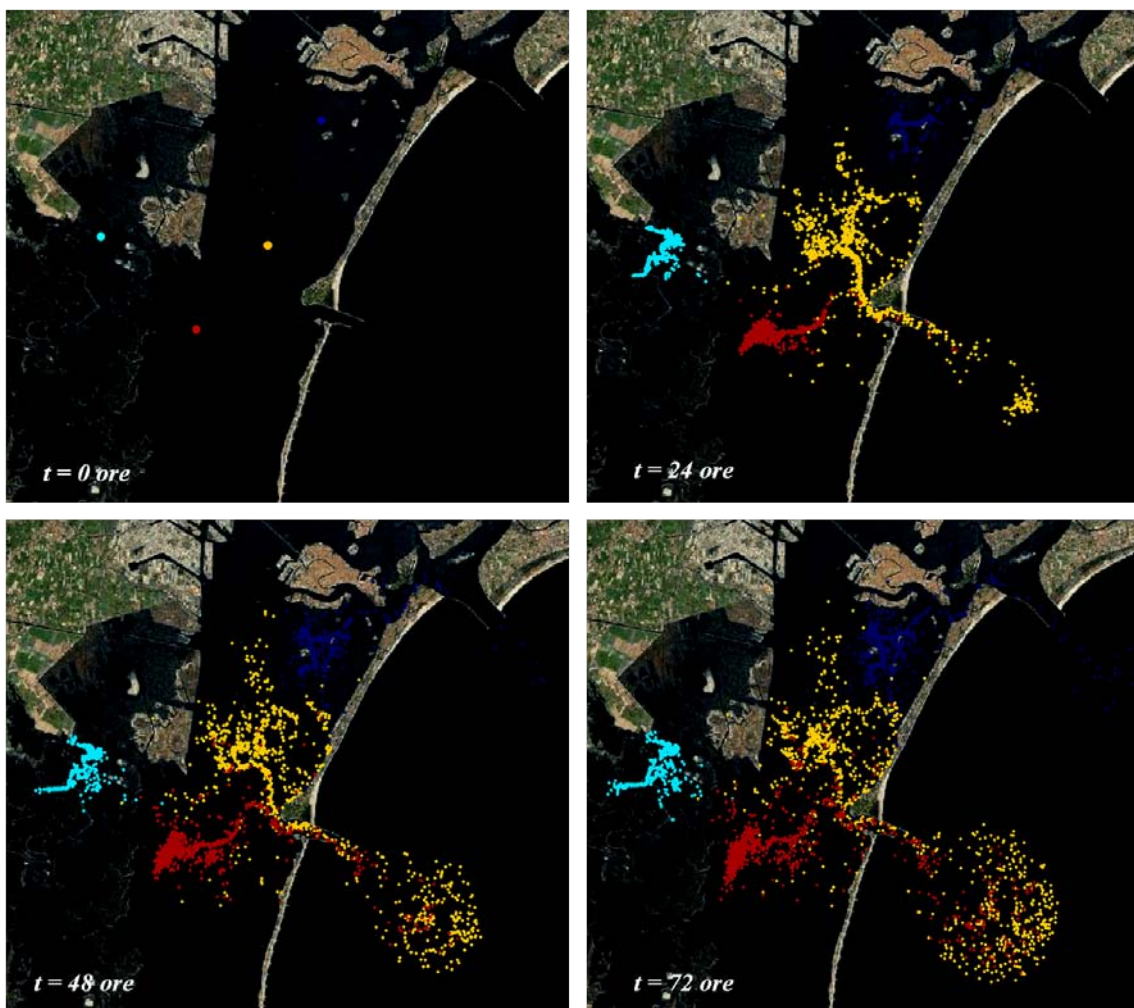 t = 0 ore
t = 24 ore
t = 48 ore
t = 72 ore